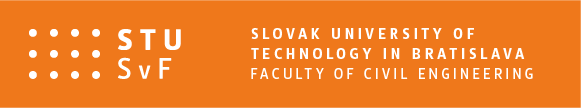 STU
SvF
SLOVAK UNIVERSITY OF
TECHNOLOGY IN BRATISLAVA
FACULTY OF CIVIL ENGINEERING